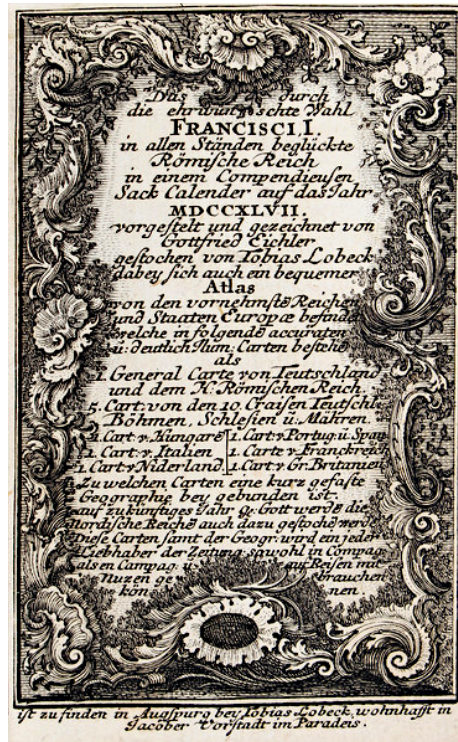 Das durch
die ehrwünschte Wahl
FRANCISCI I.
in allen Ständen beglückte
Römische Reich
in einem Compendieusen
Sack Calender auf das Jahr
MDCCXLVII.
vorgestelt und gezeichnet von
Gottfried Eichler
gestochen von Tobias Lobeck
dabey sich auch ein bequemer
Atlas
von den vornehmstē Reichen
und Staaten Europæ befindet
welche in folgendē accuraten
u: deutlich Jlum: Carten bestehē
als
1. General Carte von Teutschland
und dem H. Römischen Reich
5. Cart: von den 10. Craisen Teutschl:
Böhmen, Schlesien ü. Mähren.
1. Cart v. Hungarē 1. Cart v. Portug: ü. Span
1. Cart v. Italien 1. Carte v. Franckreich
1. Cart v. Niderland. 1. Cart v. Gr. Britanien
Zu welchen Carten eine kurz gefaste
Geographie bey gebunden ist.
auf zukünftiges Jahr G: Gott werdē die
Nordische Reichē auch dazu gestochē werdē
Diese Carten samt der Geogr: wird ein jeder
Liebhaber der Zeitung sowohl in Compag:
als en Campag: u: auf Reisen mit
Nuzen ge brauchen
kön nen.
ist zu finden in Augspurg bey Tobias Lobeck, wohnhafft in
Jacober Vorstadt im Paradeis.